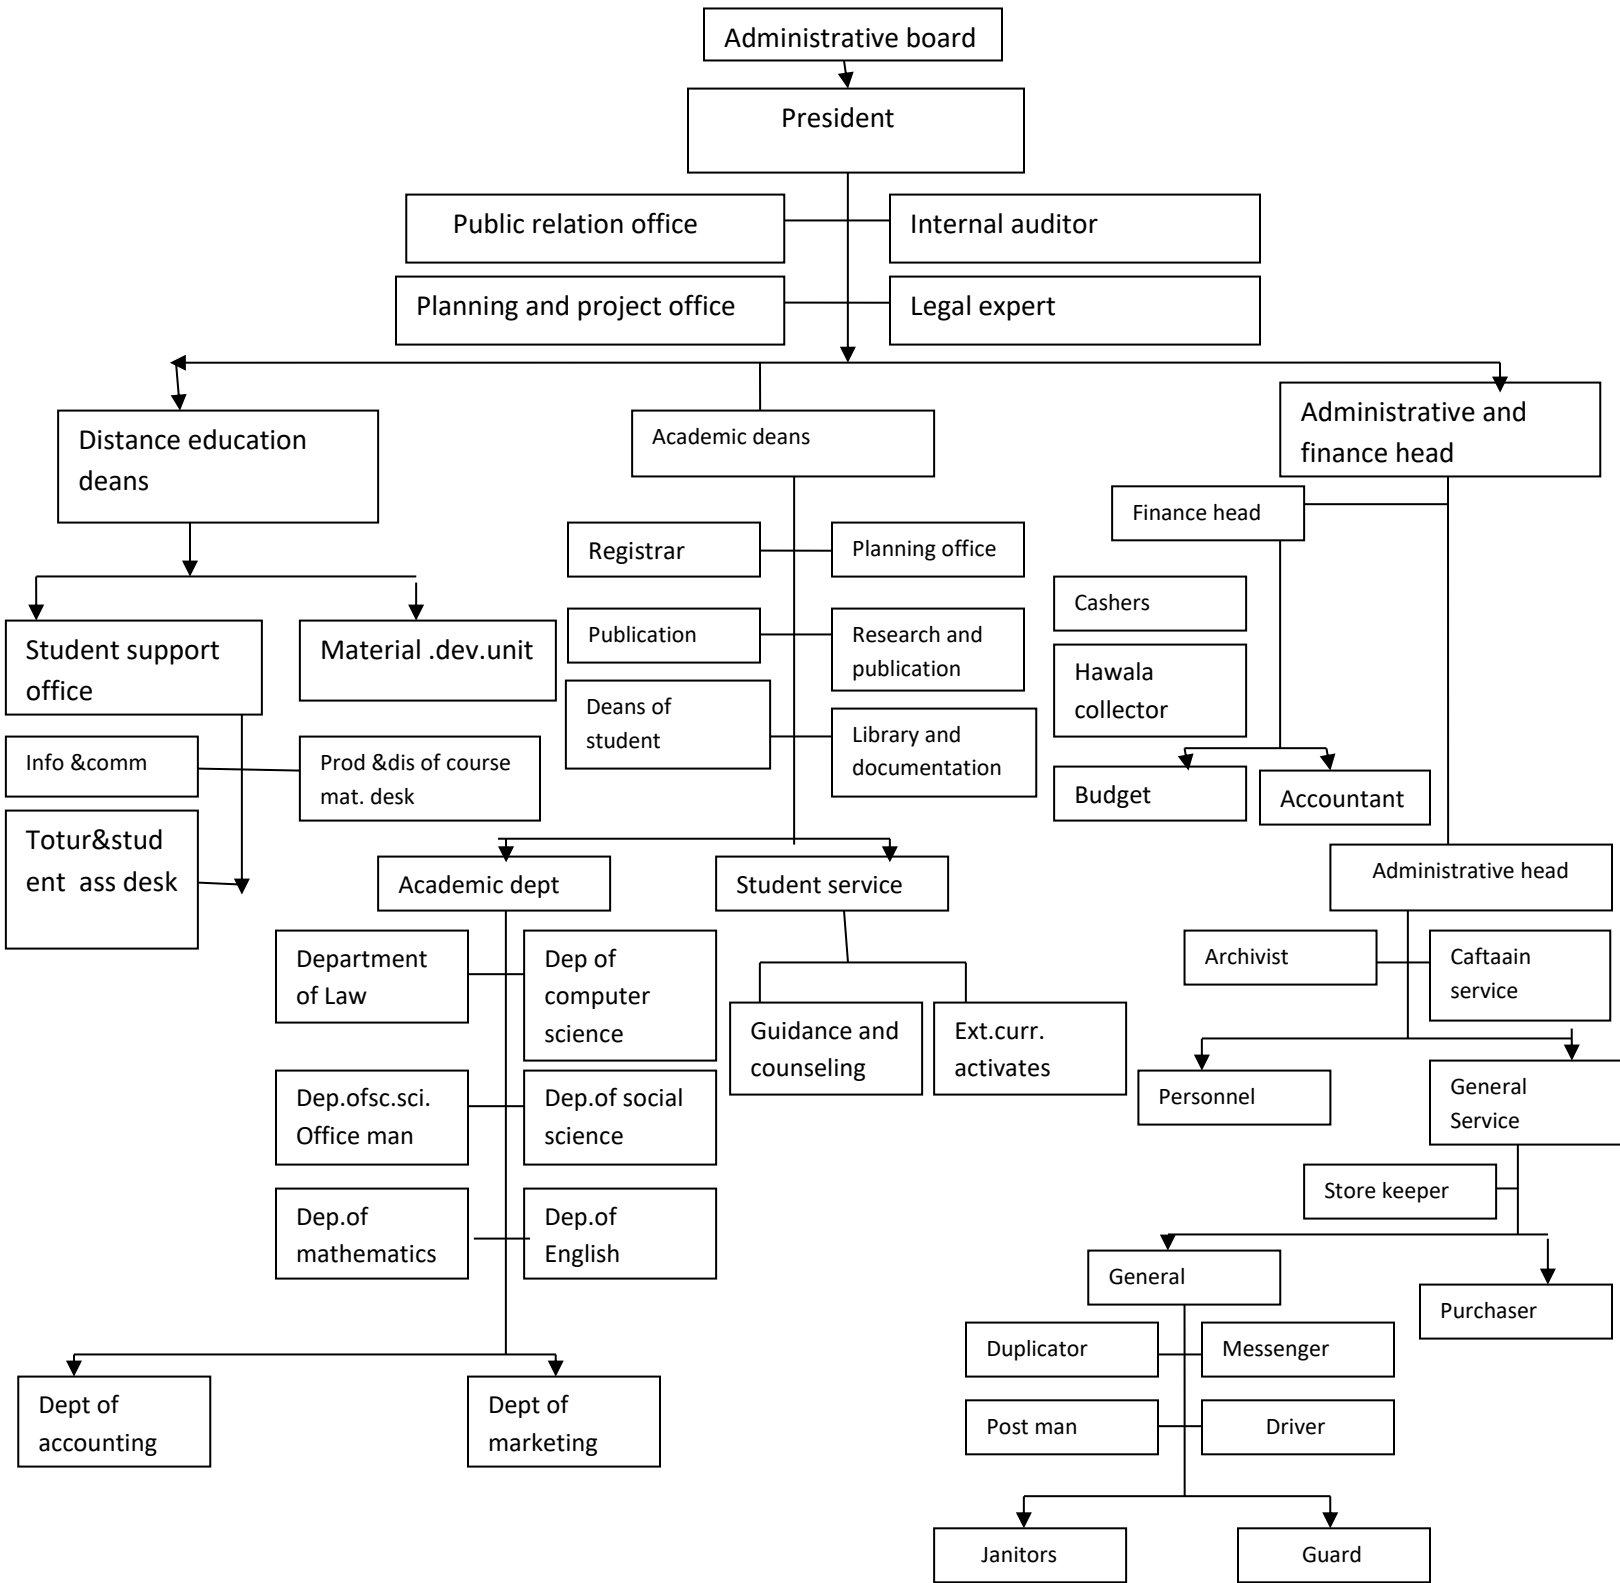 Administrative board
President
Public relation office
Internal auditor
Planning and project office
Legal expert
Distance education
deans
Academic deans
Administrative and
finance head
Finance head
Registrar
Planning office
Cashers
Student support
office
Material .dev.unit
Publication
Research and
publication
Hawala
collector
Deans of
student
Library and
documentation
Info &comm
Prod &dis of course
mat. desk
Budget
Accountant
Totur&stud
ent  ass desk
Academic dept
Student service
Administrative head
Department
of Law
Dep of
computer
science
Archivist
Caftaain
service
Guidance and
counseling
Ext.curr.
activates
Dep.ofsc.sci.
Office man
Dep.of social
science
Personnel
General
Service
Store keeper
Dep.of
mathematics
Dep.of
English
General
Purchaser
Duplicator
Messenger
Dept of
accounting
Dept of
marketing
Post man
Driver
Janitors
Guard